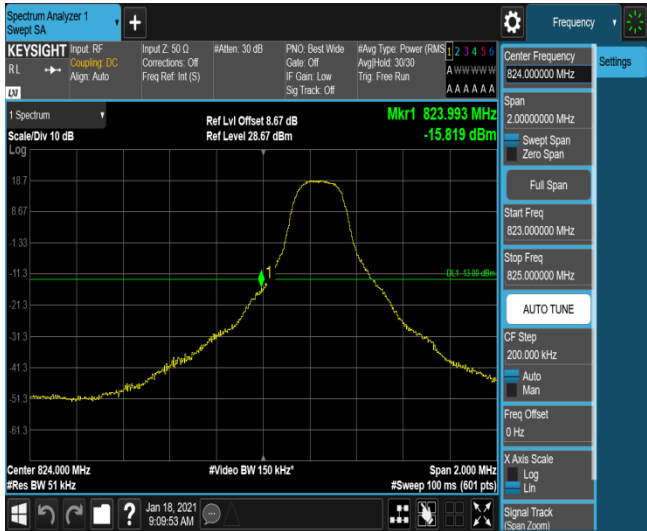 Spectrum Analyzer 1
Swept SA
Frequency
KEYSIGHT
RL
LXI
Input: RF
Coupling: DC
Align: Auto
Input Z: 50 Ω
Corrections: Off
Freq Ref: Int (S)
#Atten: 30 dB
PNO: Best Wide
Gate: Off
IF Gain: Low
Sig Track: Off
#Avg Type: Power (RMS
Avg|Hold: 30/30
Trig: Free Run
1 2 3 4 5 6
A W W W W W
A A A A A A
1 Spectrum
Scale/Div 10 dB
Log
Ref Lvl Offset 8.67 dB
Ref Level 28.67 dBm
Mkr1 823.993 MHz
-15.819 dBm
18.7
8.67
-1.33
-11.3
-21.3
-31.3
-41.3
-51.3
-61.3
1
DL1 -13.00 dBm
Center 824.000 MHz
#Res BW 51 kHz
#Video BW 150 kHz*
Span 2.000 MHz
#Sweep 100 ms (601 pts)
Jan 18, 2021
9:09:53 AM
?
Center Frequency
824.000000 MHz
Settings
Span
2.00000000 MHz
Swept Span
Zero Span
Full Span
Start Freq
823.000000 MHz
Stop Freq
825.000000 MHz
AUTO TUNE
CF Step
200.000 kHz
Auto
Man
Freq Offset
0 Hz
X Axis Scale
Log
Lin
Signal Track
(Span Zoom)